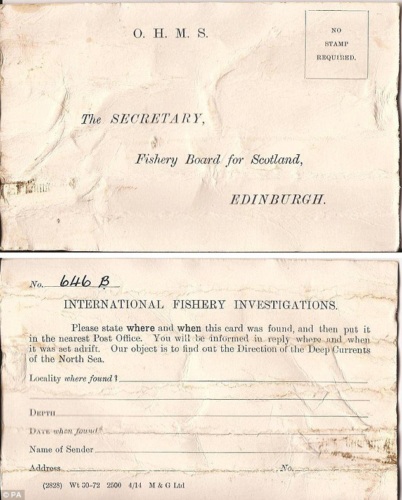 O. H. M. S.
NO
STAMP
REQUIRED.
The SECRETARY,
Fishery Board for Scotland,
EDINBURGH.
No. 646 B
INTERNATIONAL FISHERY INVESTIGATIONS.
Please state where and when this card was found, and then put it
in the nearest Post Office. You will be informed in reply where and when
it was set adrift. Our object is to find out the Direction of the Deep Currents
of the North Sea.
Locality where found?
DEPTH
DATE when found?
Name of Sender
Address No.
(2828) Wt 30-72 2500 4/14 M & G Ltd
© PA